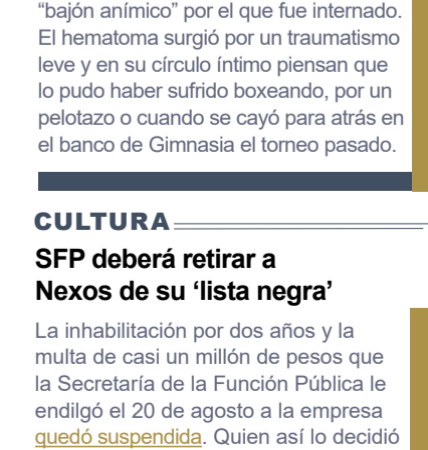 “bajón anímico” por el que fue internado.
El hematoma surgió por un traumatismo
leve y en su círculo íntimo piensan que
lo pudo haber sufrido boxeando, por un
pelotazo o cuando se cayó para atrás en
el banco de Gimnasia el torneo pasado.
CULTURA
SFP deberá retirar a
Nexos de su ‘lista negra’
La inhabilitación por dos años y la
multa de casi un millón de pesos que
la Secretaría de la Función Pública le
endilgó el 20 de agosto a la empresa
quedó suspendida. Quien así lo decidió